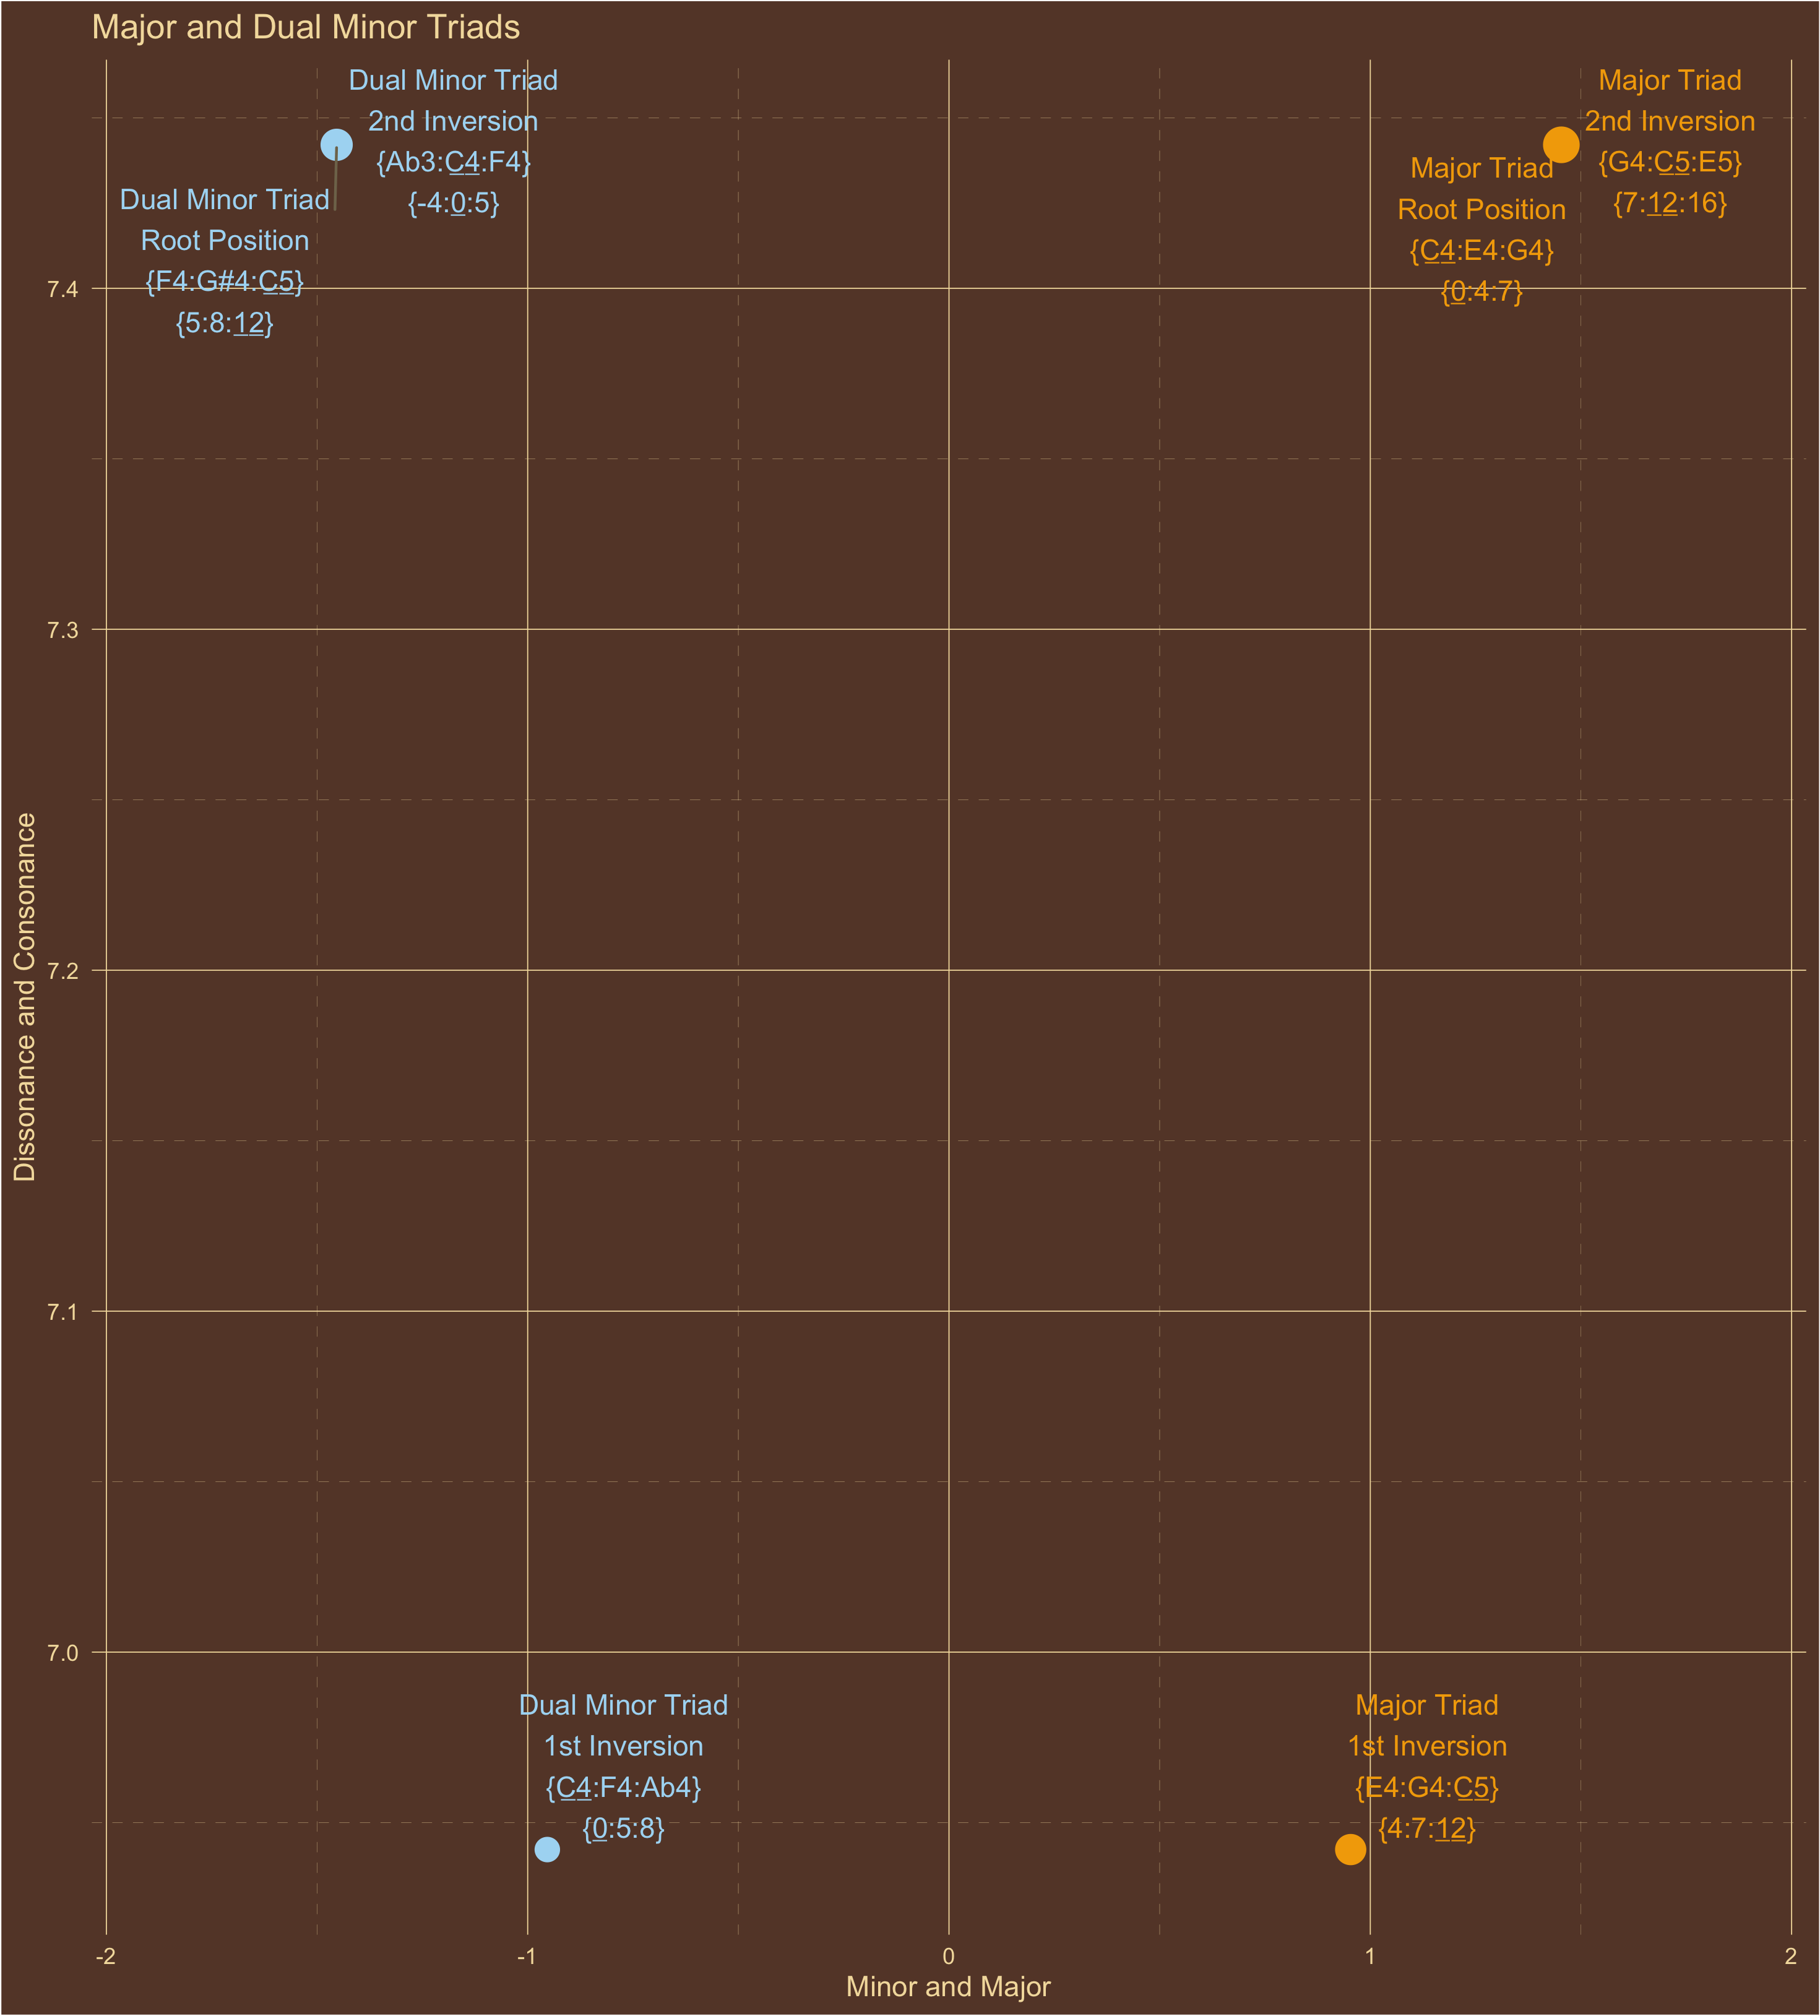 Major and Dual Minor Triads
Dual Minor Triad
2nd Inversion
{Ab3:C4:F4}
{-4:0:5}
Major Triad
2nd Inversion
{G4:C5:E5}
{7:12:16}
Dual Minor Triad
Root Position
{F4:G#4:C5}
{5:8:12}
Major Triad
Root Position
{C4:E4:G4}
{0:4:7}
7.4
7.3
7.2
7.1
7.0
Dissonance and Consonance
Dual Minor Triad
1st Inversion
{C4:F4:Ab4}
{0:5:8}
Major Triad
1st Inversion
{E4:G4:C5}
{4:7:12}
-2 -1 0 1 2
Minor and Major